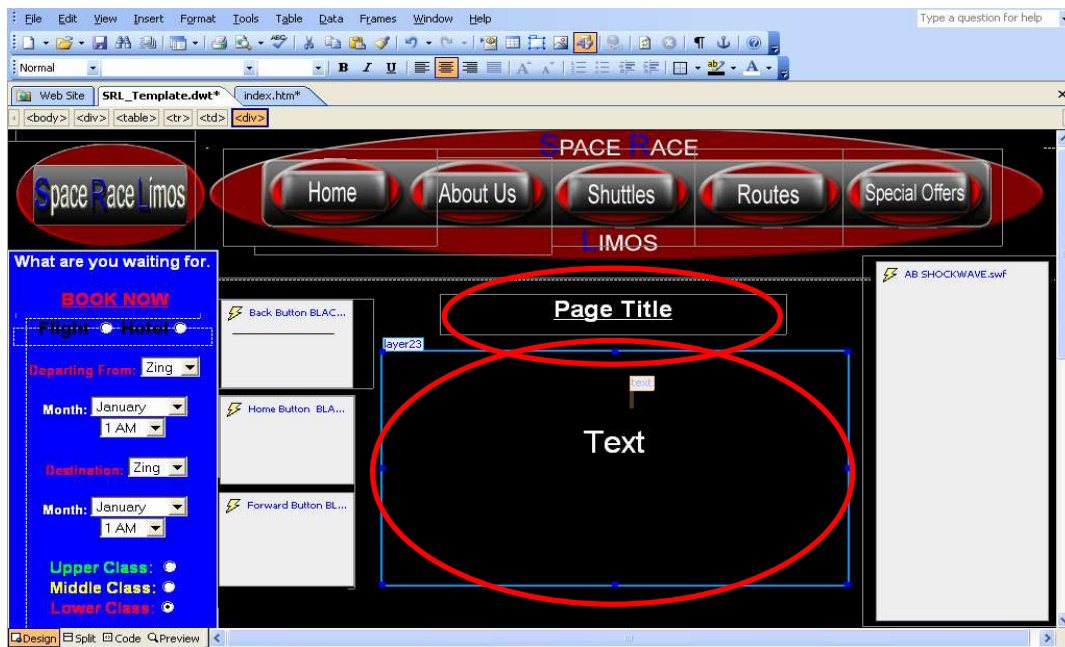 File Edit View Insert Format Tools Table Data Frames Window Help Type a question for help
Normal B I U A
Web Site SRL_Template.dwt* index.htm*
<body> <div> <table> <tr> <td> <div>
SPACE RACE
Space Race Limos
Home About Us Shuttles Routes Special Offers
LIMOS
What are you waiting for.
BOOK NOW
Flight Hotel
Departing From: Zing
Month: January
1 AM
Destination: Zing
Month: January
1 AM
Upper Class:
Middle Class:
Lower Class:
Back Button BLAC...
Home Button BLA...
Forward Button BL...
Page Title
layer23
text
Text
AB SHOCKWAVE.swf
Design Split Code Preview